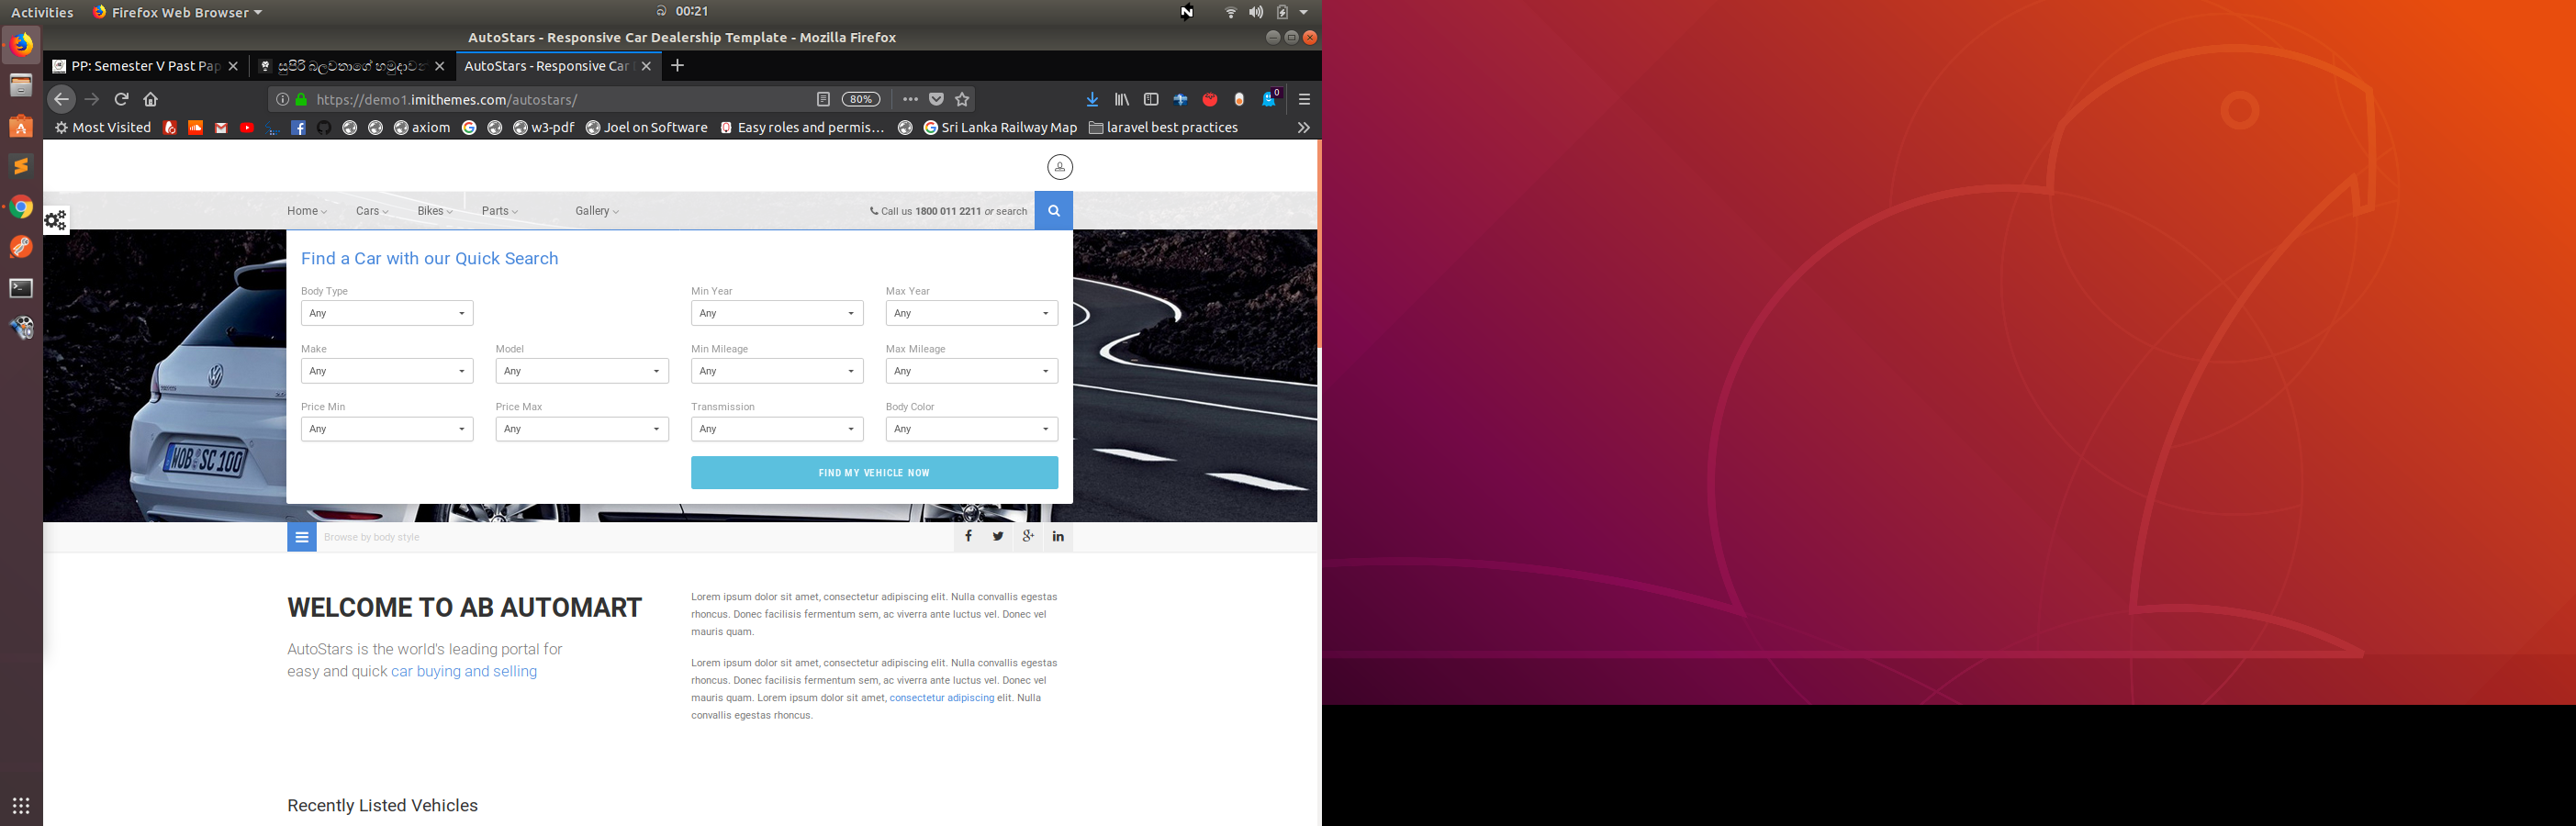 Activities Firefox Web Browser 00:21
AutoStars - Responsive Car Dealership Template - Mozilla Firefox
PP: Semester V Past Pap සුපිරි බලවතාගේ හමුදාවන් AutoStars - Responsive Car
https://demo1.imithemes.com/autostars/ 80% 0
Most Visited axiom w3-pdf Joel on Software Easy roles and permis… Sri Lanka Railway Map laravel best practices
Home Cars Bikes Parts Gallery Call us 1800 011 2211 or search
Find a Car with our Quick Search
Body Type Min Year Max Year
Any Any Any
Make Model Min Mileage Max Mileage
Any Any Any Any
Price Min Price Max Transmission Body Color
Any Any Any Any
WOB SC 100
FIND MY VEHICLE NOW
Browse by body style
WELCOME TO AB AUTOMART
AutoStars is the world's leading portal for
easy and quick car buying and selling
Lorem ipsum dolor sit amet, consectetur adipiscing elit. Nulla convallis egestas
rhoncus. Donec facilisis fermentum sem, ac viverra ante luctus vel. Donec vel
mauris quam.
Lorem ipsum dolor sit amet, consectetur adipiscing elit. Nulla convallis egestas
rhoncus. Donec facilisis fermentum sem, ac viverra ante luctus vel. Donec vel
mauris quam. Lorem ipsum dolor sit amet, consectetur adipiscing elit. Nulla
convallis egestas rhoncus.
Recently Listed Vehicles